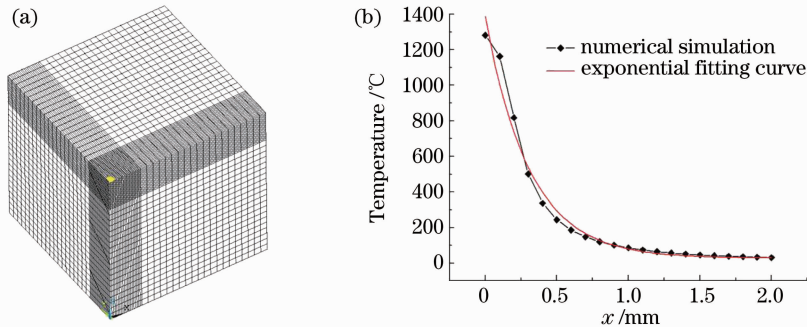 (a)
(b)
1400
1200
1000
800
600
400
200
0
Temperature /℃
numerical simulation
exponential fitting curve
0
0.5
1.0
1.5
2.0
x /mm